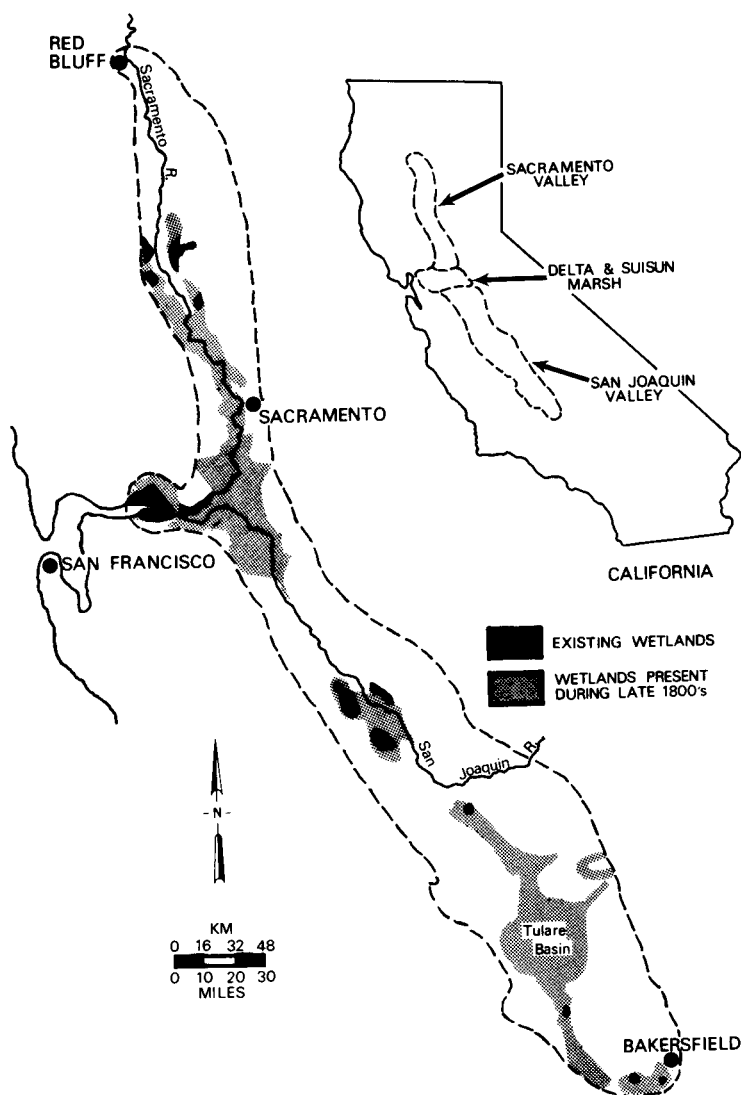 RED
BLUFF
Sacramento
R.
SACRAMENTO
VALLEY
DELTA & SUISUN
MARSH
SAN JOAQUIN
VALLEY
SACRAMENTO
SAN FRANCISCO
CALIFORNIA
EXISTING WETLANDS
WETLANDS PRESENT
DURING LATE 1800's
San
Joaquin
R.
-N-
KM
0 16 32 48
0 10 20 30
MILES
Tulare
Basin
BAKERSFIELD